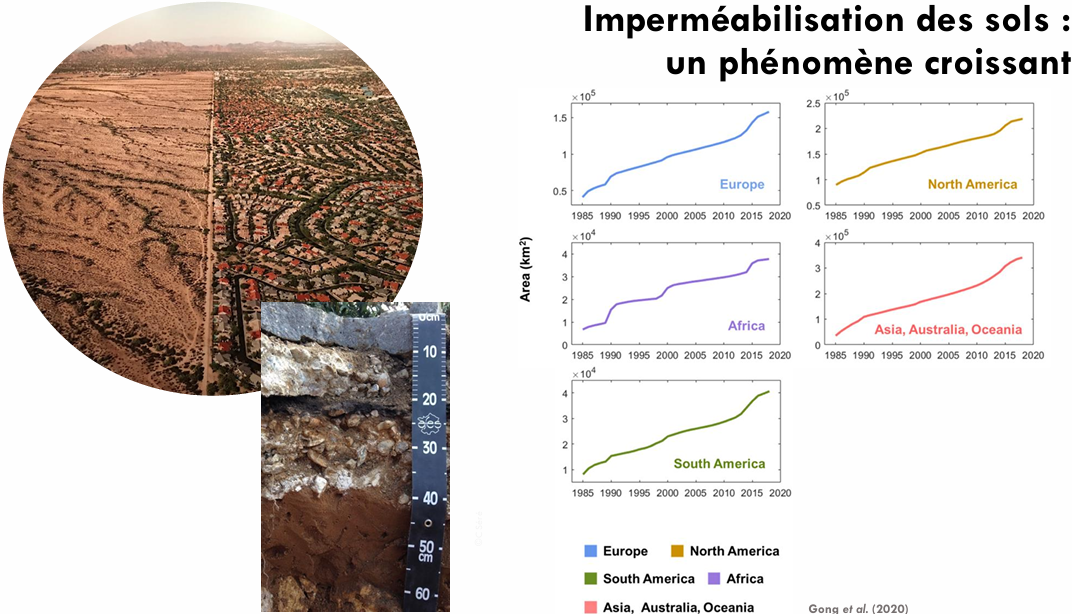 Imperméabilisation des sols :
un phénomène croissant
× 10⁵
1.5
1
0.5
Europe
1985 1990 1995 2000 2005 2010 2015 2020
× 10⁵
2.5
2
1.5
1
0.5
North America
1985 1990 1995 2000 2005 2010 2015 2020
Area (km²)
× 10⁴
4
3
2
1
0
Africa
1985 1990 1995 2000 2005 2010 2015 2020
× 10⁵
4
3
2
1
0
Asia, Australia, Oceania
1985 1990 1995 2000 2005 2010 2015 2020
× 10⁴
4
3
2
1
South America
1985 1990 1995 2000 2005 2010 2015 2020
Europe North America
South America Africa
Asia, Australia, Oceania
Gong et al. (2020)
0cm
10
20
30
40
50
cm
60